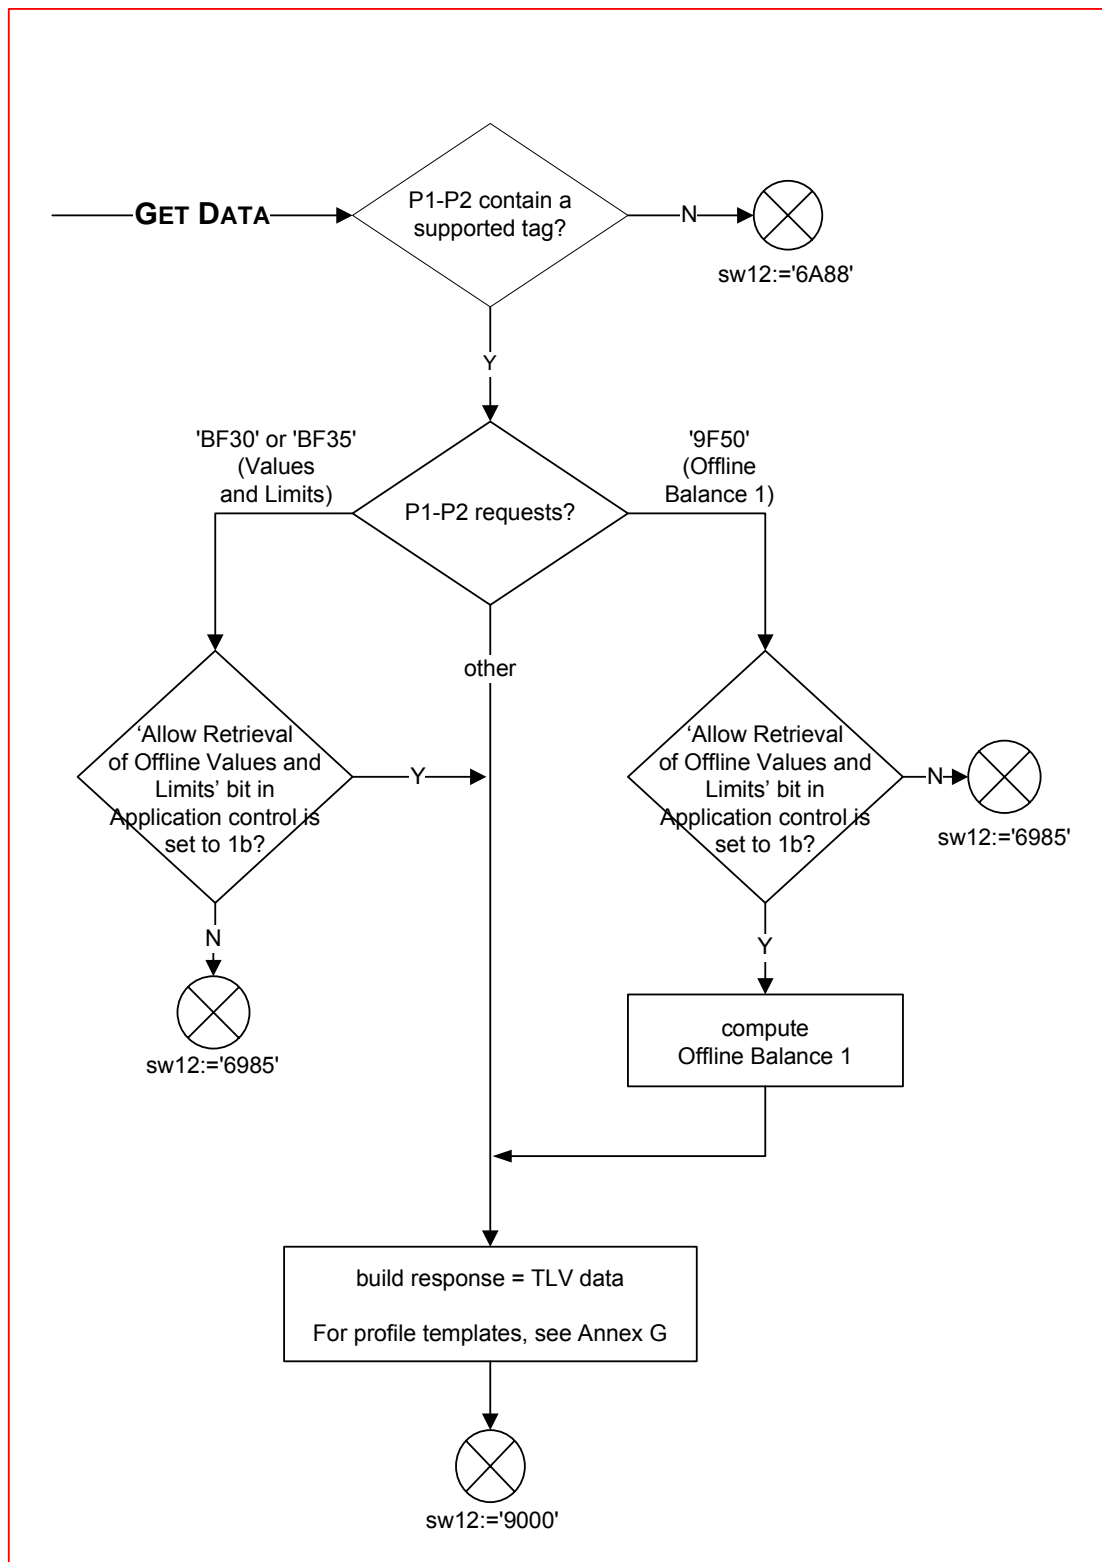 GET DATA
P1-P2 contain a
supported tag?
N
sw12:='6A88'
Y
'BF30' or 'BF35'
(Values
and Limits)
P1-P2 requests?
'9F50'
(Offline
Balance 1)
other
‘Allow Retrieval
of Offline Values and
Limits’ bit in
Application control is
set to 1b?
Y
N
sw12:='6985'
‘Allow Retrieval
of Offline Values and
Limits’ bit in
Application control is
set to 1b?
N
sw12:='6985'
Y
compute
Offline Balance 1
build response = TLV data
For profile templates, see Annex G
sw12:='9000'